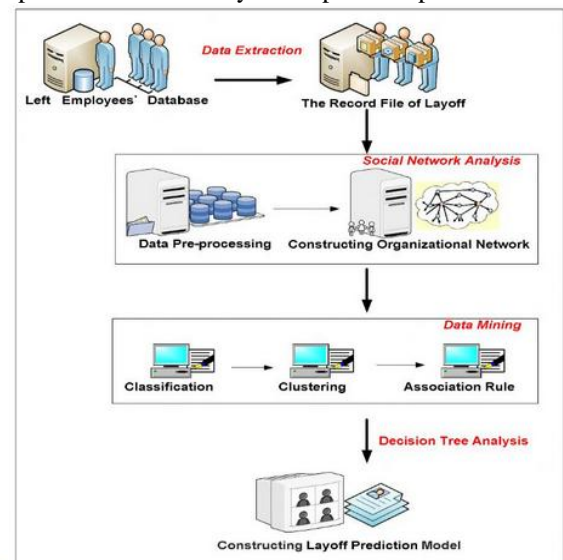 Data Extraction
Left Employees' Database
The Record File of Layoff
Social Network Analysis
Data Pre-processing
Constructing Organizational Network
Data Mining
Classification
Clustering
Association Rule
Decision Tree Analysis
Constructing Layoff Prediction Model